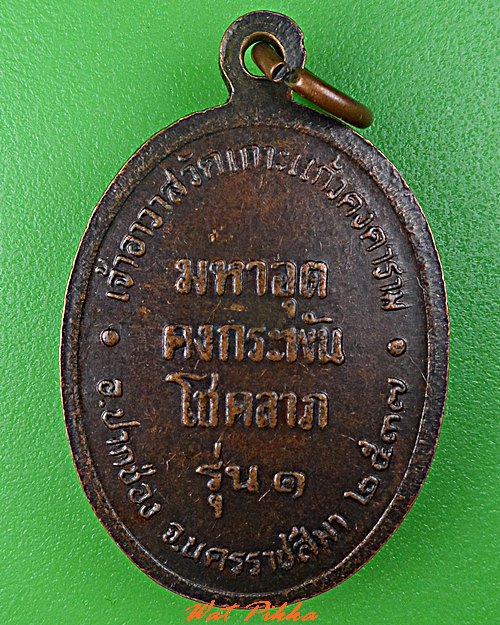 เจ้าอาวาสวัดเกาะแก้วคงคาราม
มหาอุต
คงกระพัน
โชคลาภ
รุ่น ๑
อ.ปากช่อง จ.นครราชสีมา ๒๕๓๗
Wat Pikka